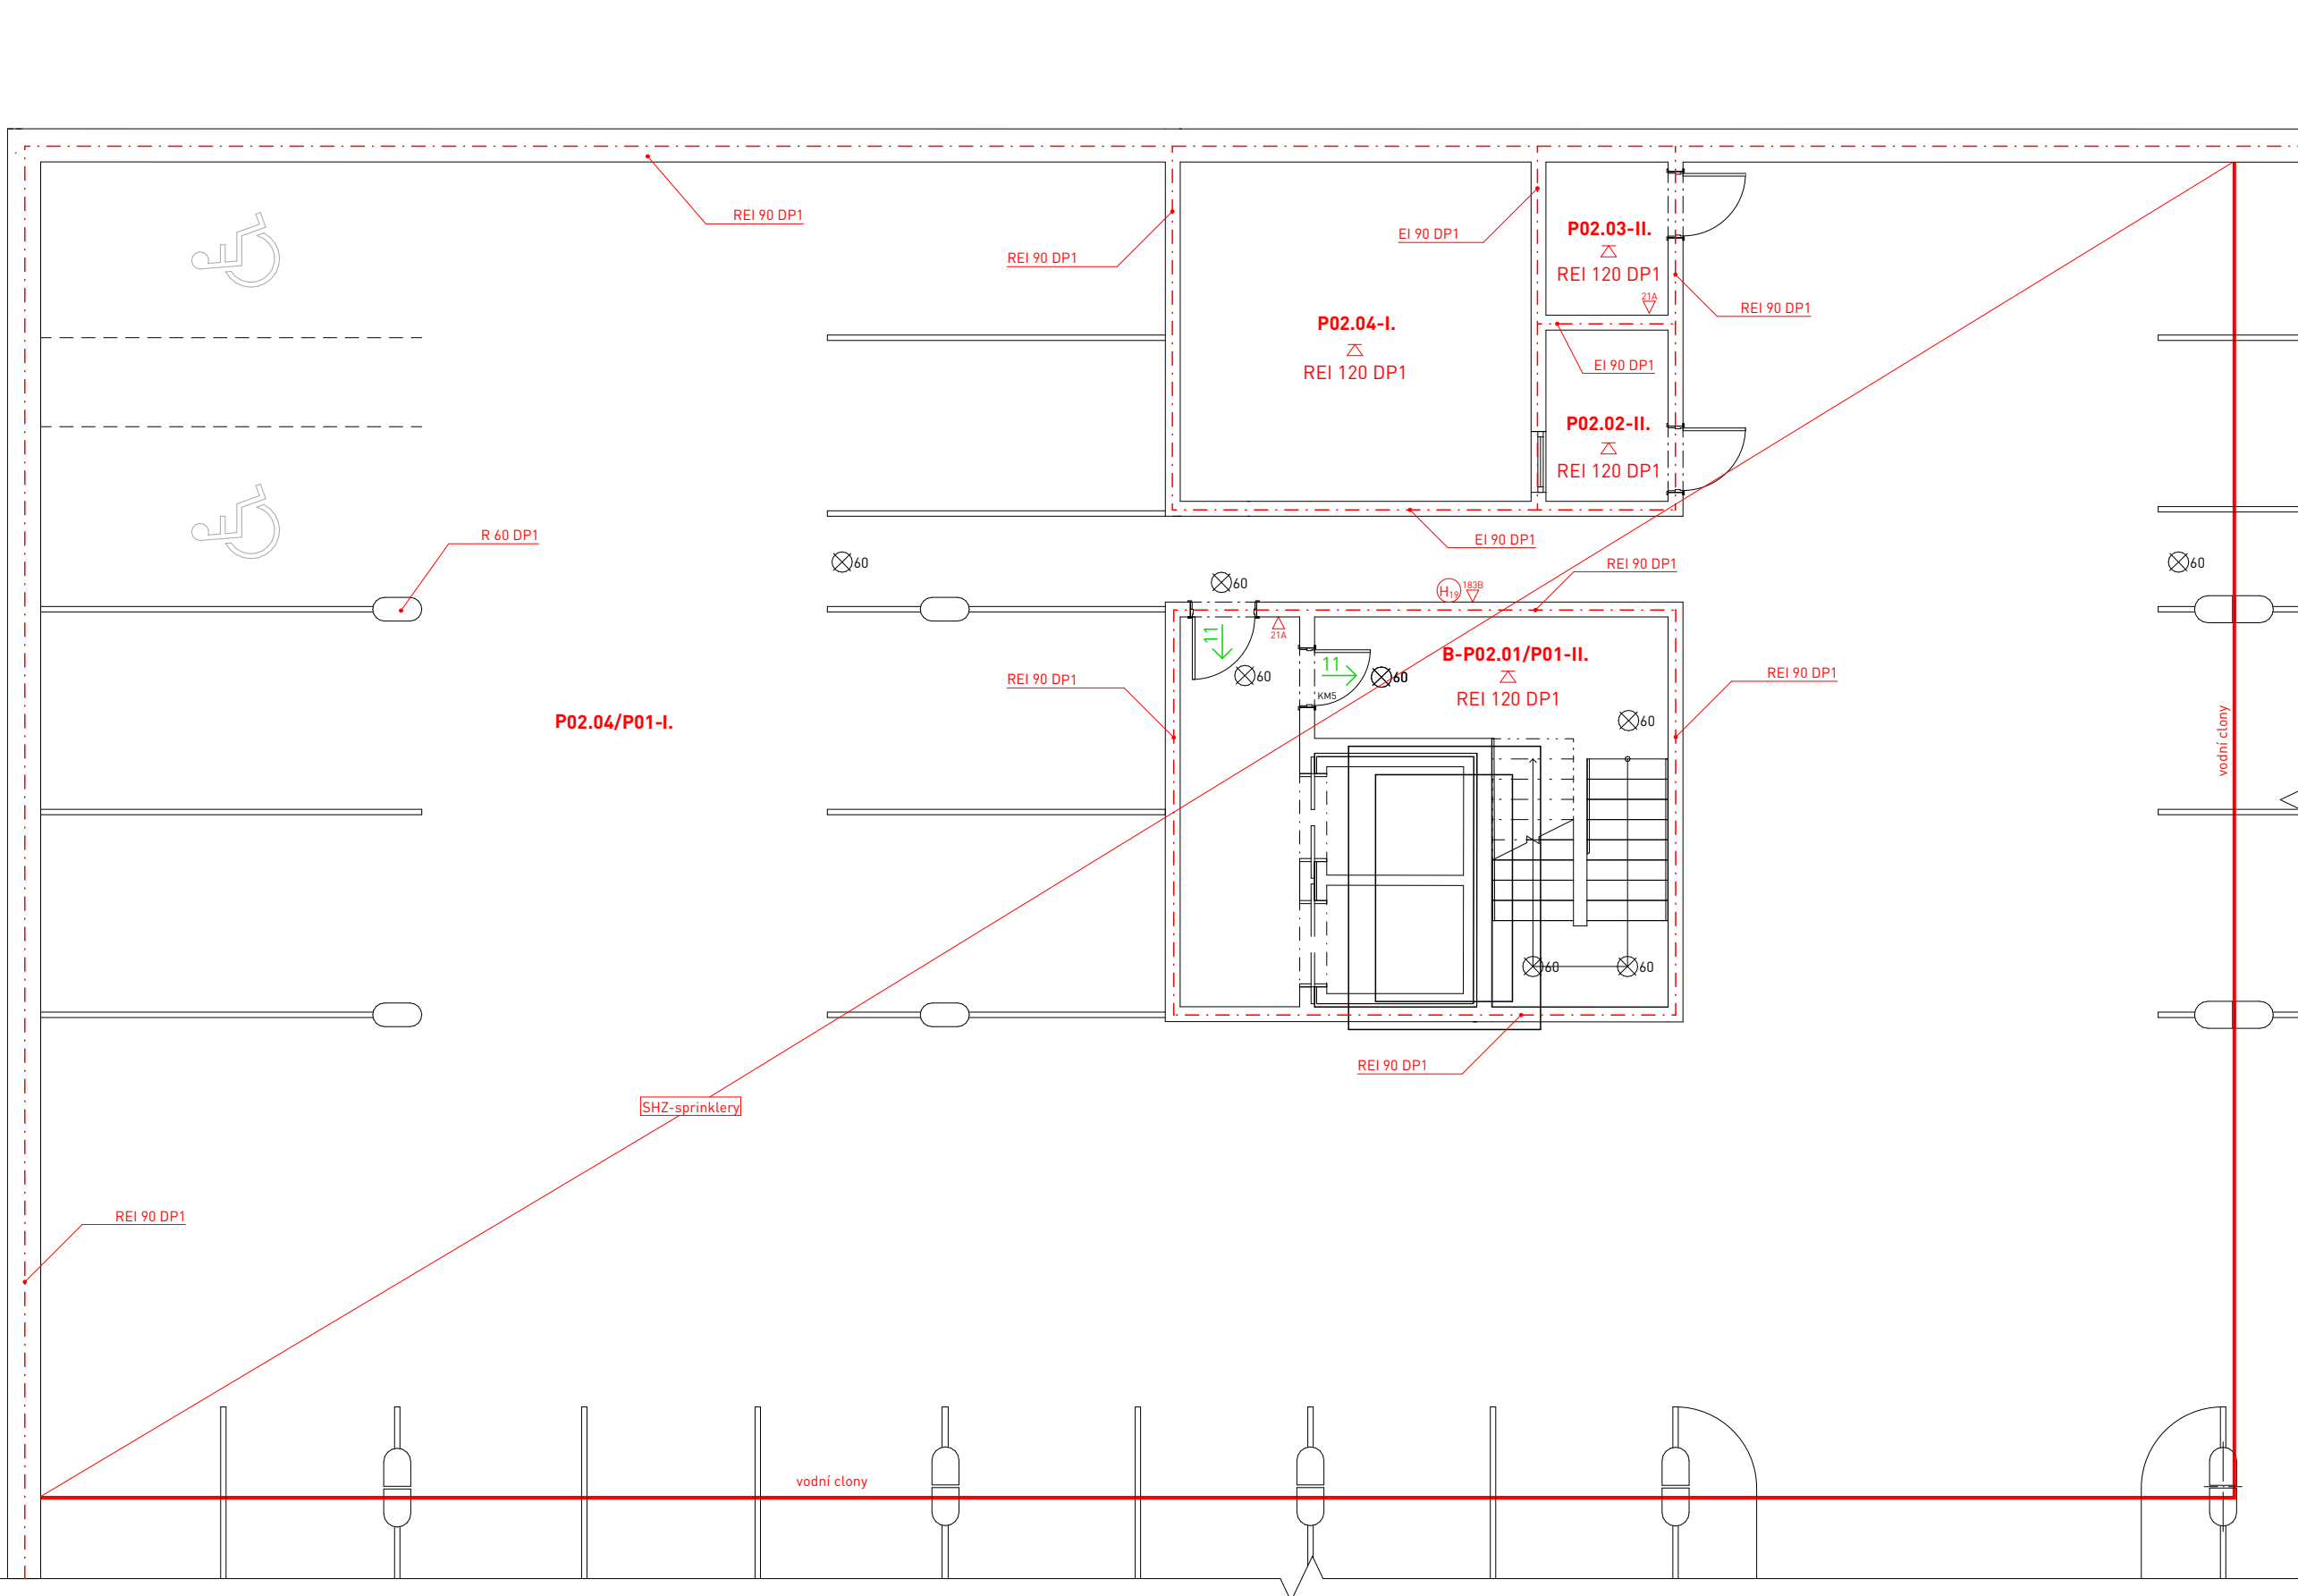 REI 90 DP1
P02.03-II.
EI 90 DP1
REI 90 DP1
REI 120 DP1
21A
REI 90 DP1
P02.04-I.
EI 90 DP1
REI 120 DP1
P02.02-II.
REI 120 DP1
R 60 DP1
EI 90 DP1
60
60
60
REI 90 DP1
H19
183B
21A
11
11
B-P02.01/P01-II.
60
60
KM5
REI 120 DP1
REI 90 DP1
REI 90 DP1
60
P02.04/P01-I.
vodní clony
60
60
REI 90 DP1
SHZ-sprinklery
REI 90 DP1
vodní clony